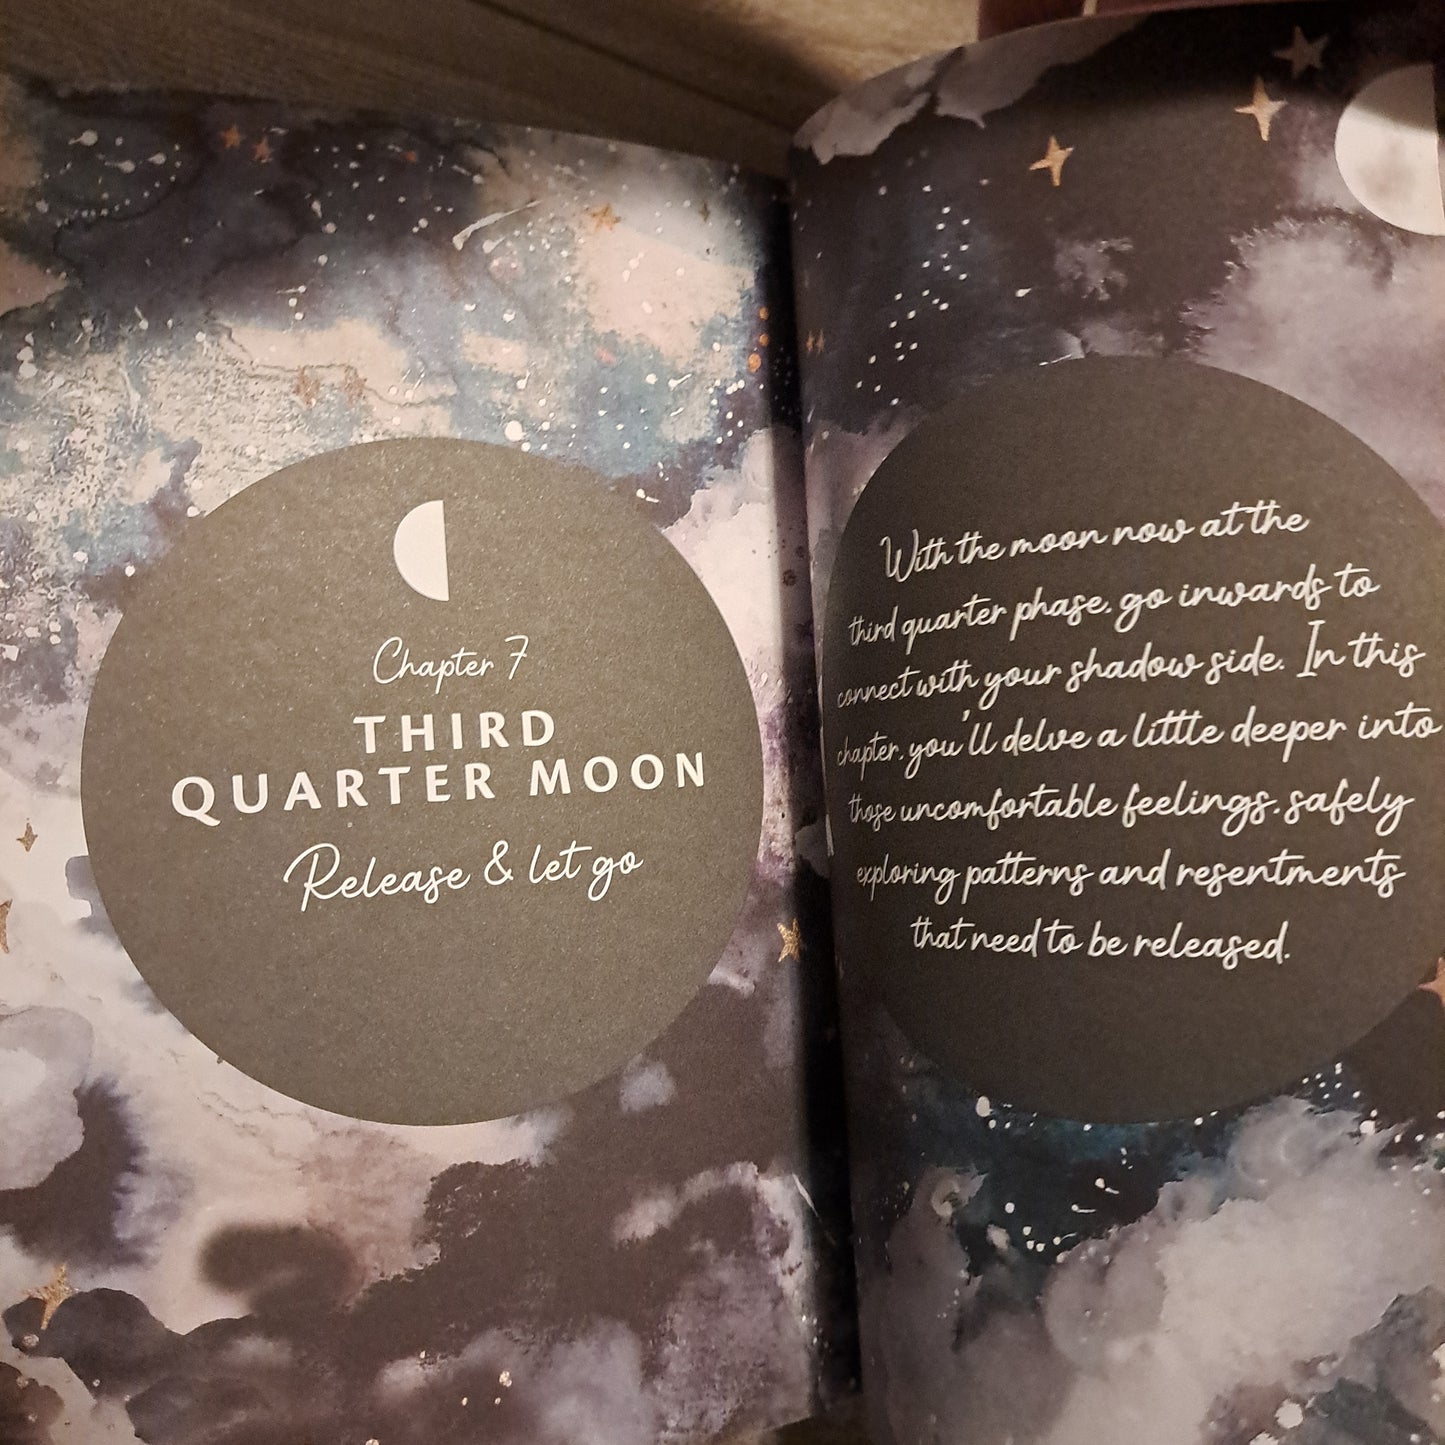 Chapter 7
THIRD
QUARTER MOON
Release & let go
With the moon now at the
third quarter phase, go inwards to
connect with your shadow side. In this
chapter, you'll delve a little deeper into
those uncomfortable feelings, safely
exploring patterns and resentments
that need to be released.